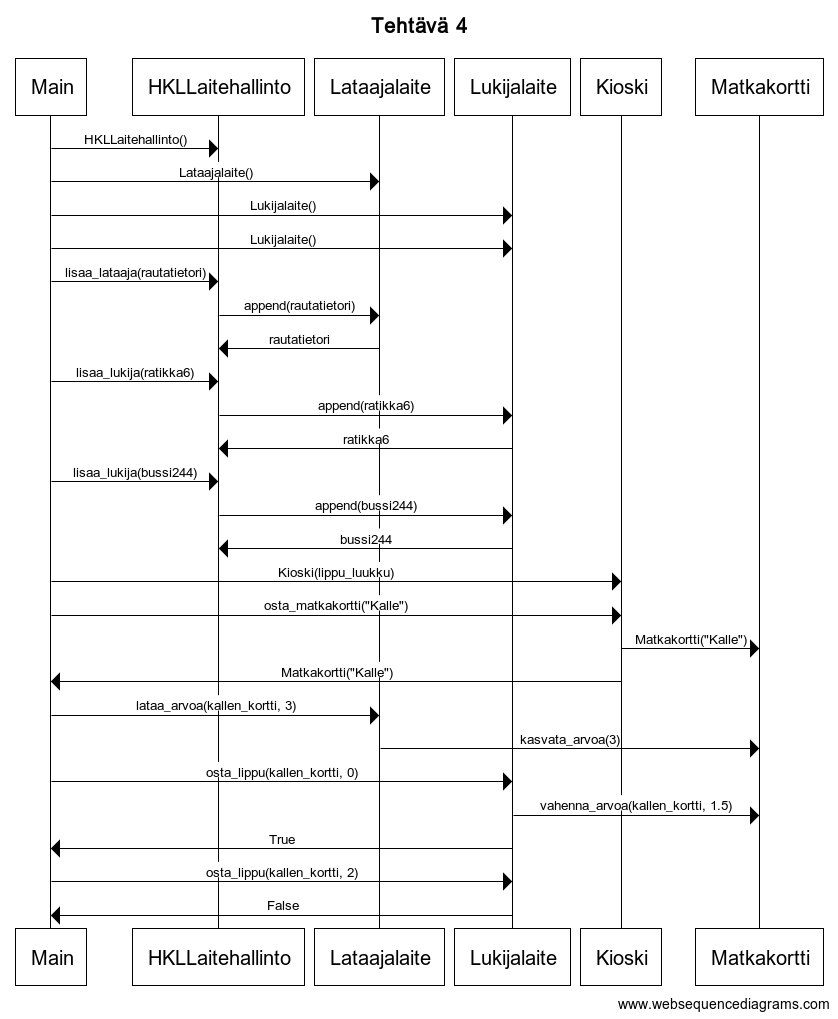 Tehtävä 4
Main HKLLaitehallinto Lataajalaite Lukijalaite Kioski Matkakortti
HKLLaitehallinto()
Lataajalaite()
Lukijalaite()
Lukijalaite()
lisaa_lataaja(rautatietori)
append(rautatietori)
rautatietori
lisaa_lukija(ratikka6)
append(ratikka6)
ratikka6
lisaa_lukija(bussi244)
append(bussi244)
bussi244
Kioski(lippu_luukku)
osta_matkakortti("Kalle")
Matkakortti("Kalle")
Matkakortti("Kalle")
lataa_arvoa(kallen_kortti, 3)
kasvata_arvoa(3)
osta_lippu(kallen_kortti, 0)
vahenna_arvoa(kallen_kortti, 1.5)
True
osta_lippu(kallen_kortti, 2)
False
Main HKLLaitehallinto Lataajalaite Lukijalaite Kioski Matkakortti
www.websequencediagrams.com